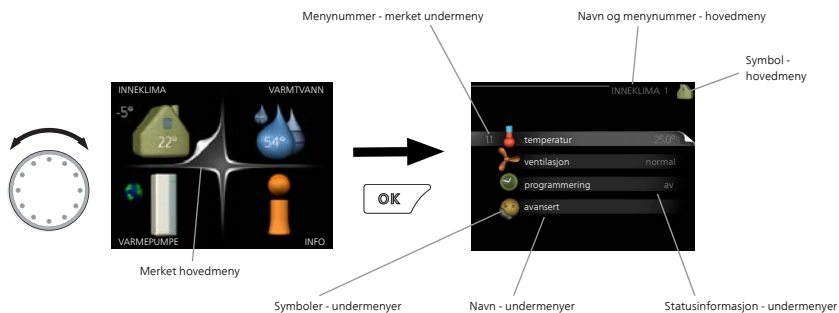 Menynummer - merket undermeny
Navn og menynummer - hovedmeny
Symbol -
hovedmeny
INNEKLIMA
VARMTVANN
-5°
22°
54°
VARMEPUMPE
INFO
Merket hovedmeny
OK
INNEKLIMA 1
1.1 temperatur 25.0°
ventilasjon normal
programmering av
avansert
Symboler - undermenyer
Navn - undermenyer
Statusinformasjon - undermenyer